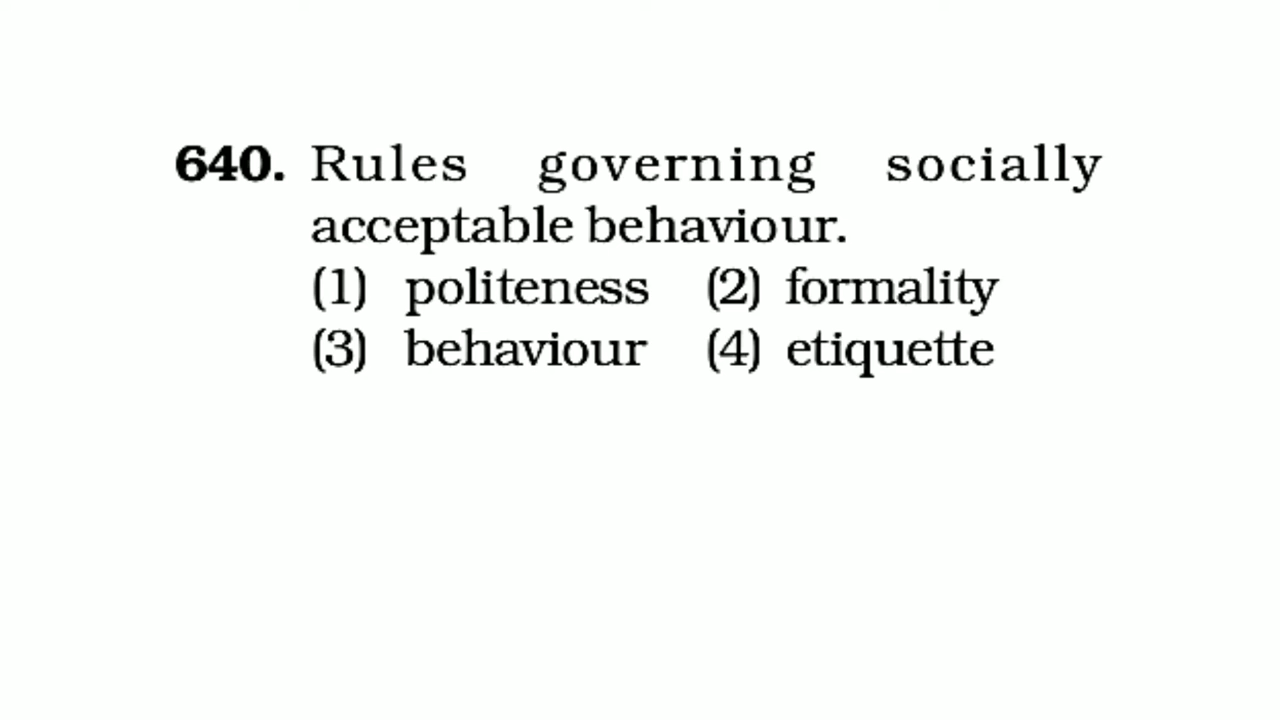 640. Rules governing socially
acceptable behaviour.
(1) politeness (2) formality
(3) behaviour (4) etiquette